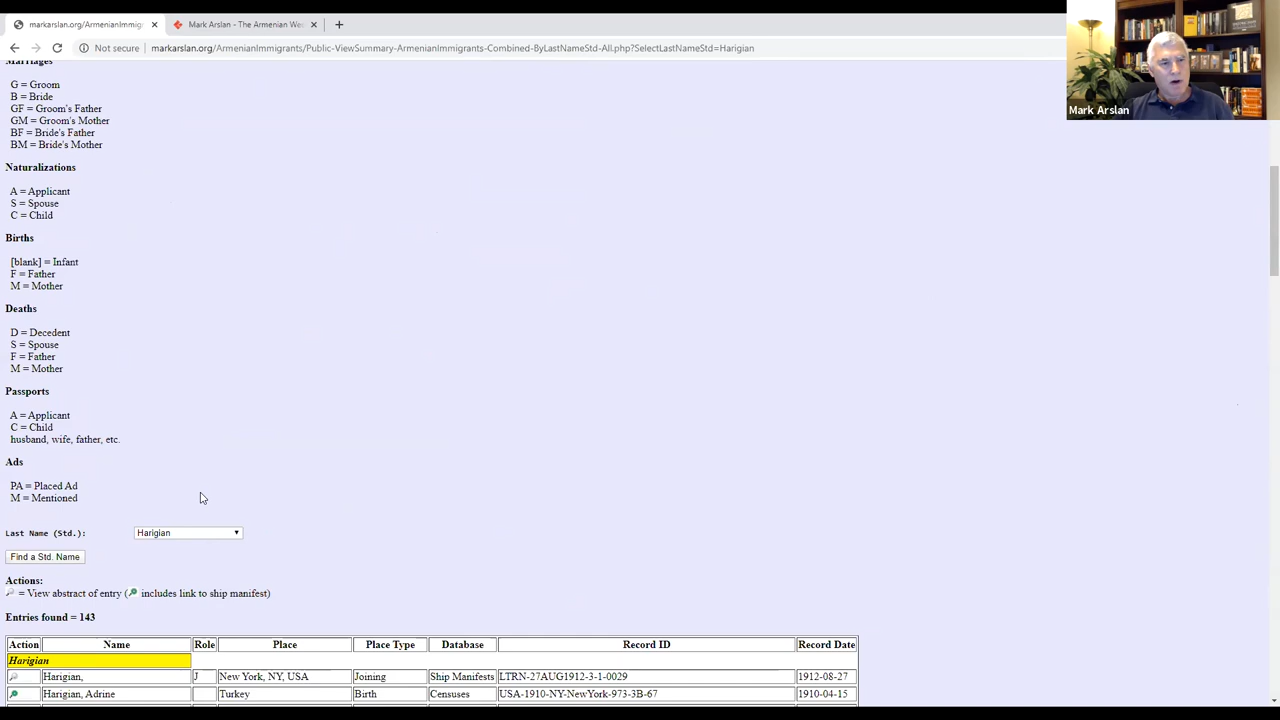 markarslan.org/ArmenianImmigr
Mark Arslan - The Armenian Wee
Not secure
markarslan.org/ArmenianImmigrants/Public-ViewSummary-ArmenianImmigrants-Combined-ByLastNameStd-All.php?SelectLastNameStd=Harigian
Mark Arslan
Marriages
G = Groom
B = Bride
GF = Groom's Father
GM = Groom's Mother
BF = Bride's Father
BM = Bride's Mother
Naturalizations
A = Applicant
S = Spouse
C = Child
Births
[blank] = Infant
F = Father
M = Mother
Deaths
D = Decedent
S = Spouse
F = Father
M = Mother
Passports
A = Applicant
C = Child
husband, wife, father, etc.
Ads
PA = Placed Ad
M = Mentioned
Last Name (Std.): Harigian
Find a Std. Name
Actions:
= View abstract of entry ( includes link to ship manifest)
Entries found = 143
Action Name Role Place Place Type Database Record ID Record Date
Harigian
Harigian, J New York, NY, USA Joining Ship Manifests LTRN-27AUG1912-3-1-0029 1912-08-27
Harigian, Adrine Turkey Birth Censuses USA-1910-NY-NewYork-973-3B-67 1910-04-15